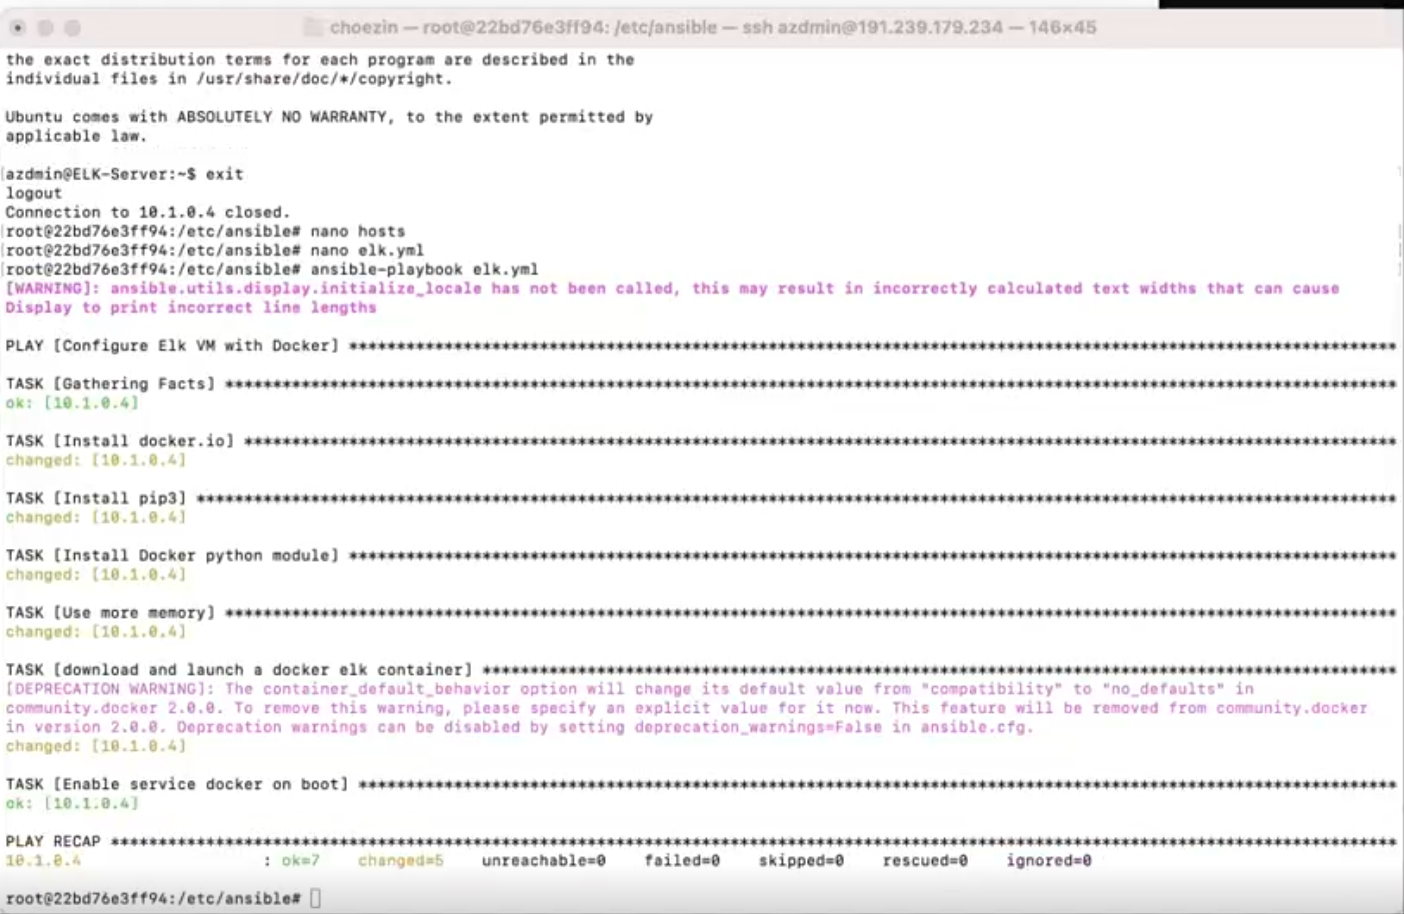 choezin — root@22bd76e3ff94: /etc/ansible — ssh azdmin@191.239.179.234 — 146×45
the exact distribution terms for each program are described in the
individual files in /usr/share/doc/*/copyright.
Ubuntu comes with ABSOLUTELY NO WARRANTY, to the extent permitted by
applicable law.
[azdmin@ELK-Server:~$ exit
logout
Connection to 10.1.0.4 closed.
[root@22bd76e3ff94:/etc/ansible# nano hosts
[root@22bd76e3ff94:/etc/ansible# nano elk.yml
[root@22bd76e3ff94:/etc/ansible# ansible-playbook elk.yml
[WARNING]: ansible.utils.display.initialize_locale has not been called, this may result in incorrectly calculated text widths that can cause
Display to print incorrect line lengths
PLAY [Configure Elk VM with Docker] ****************************************************************************************************************
TASK [Gathering Facts] *****************************************************************************************************************************
ok: [10.1.0.4]
TASK [Install docker.io] ***************************************************************************************************************************
changed: [10.1.0.4]
TASK [Install pip3] ********************************************************************************************************************************
changed: [10.1.0.4]
TASK [Install Docker python module] ****************************************************************************************************************
changed: [10.1.0.4]
TASK [Use more memory] *****************************************************************************************************************************
changed: [10.1.0.4]
TASK [download and launch a docker elk container] **************************************************************************************************
[DEPRECATION WARNING]: The container_default_behavior option will change its default value from "compatibility" to "no_defaults" in
community.docker 2.0.0. To remove this warning, please specify an explicit value for it now. This feature will be removed from community.docker
in version 2.0.0. Deprecation warnings can be disabled by setting deprecation_warnings=False in ansible.cfg.
changed: [10.1.0.4]
TASK [Enable service docker on boot] ***************************************************************************************************************
ok: [10.1.0.4]
PLAY RECAP *****************************************************************************************************************************************
10.1.0.4 : ok=7 changed=5 unreachable=0 failed=0 skipped=0 rescued=0 ignored=0
root@22bd76e3ff94:/etc/ansible#